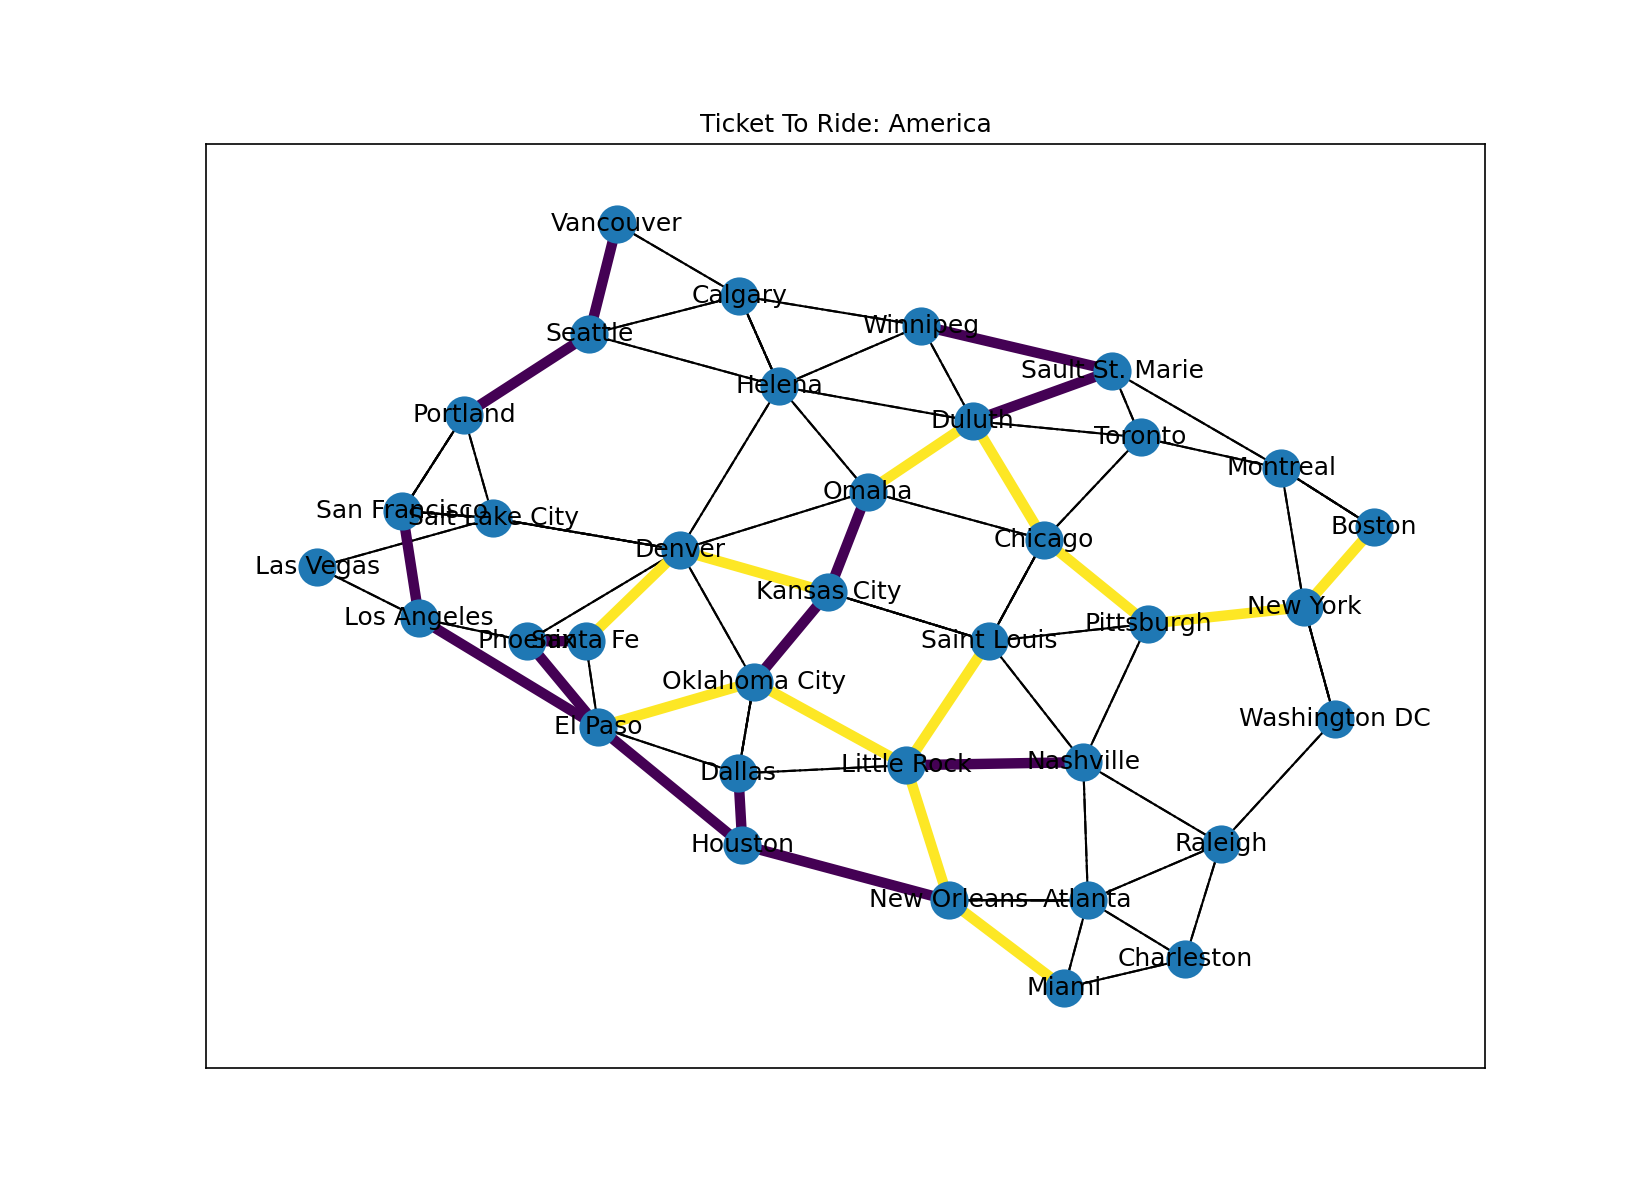 Ticket To Ride: America
Vancouver
Calgary
Winnipeg
Seattle
Sault St. Marie
Helena
Portland
Duluth
Toronto
Montreal
Omaha
San Francisco
Salt Lake City
Boston
Chicago
Denver
Las Vegas
Kansas City
New York
Los Angeles
Pittsburgh
Phoenix
Santa Fe
Saint Louis
Oklahoma City
Washington DC
El Paso
Nashville
Little Rock
Dallas
Houston
Raleigh
New Orleans
Atlanta
Charleston
Miami